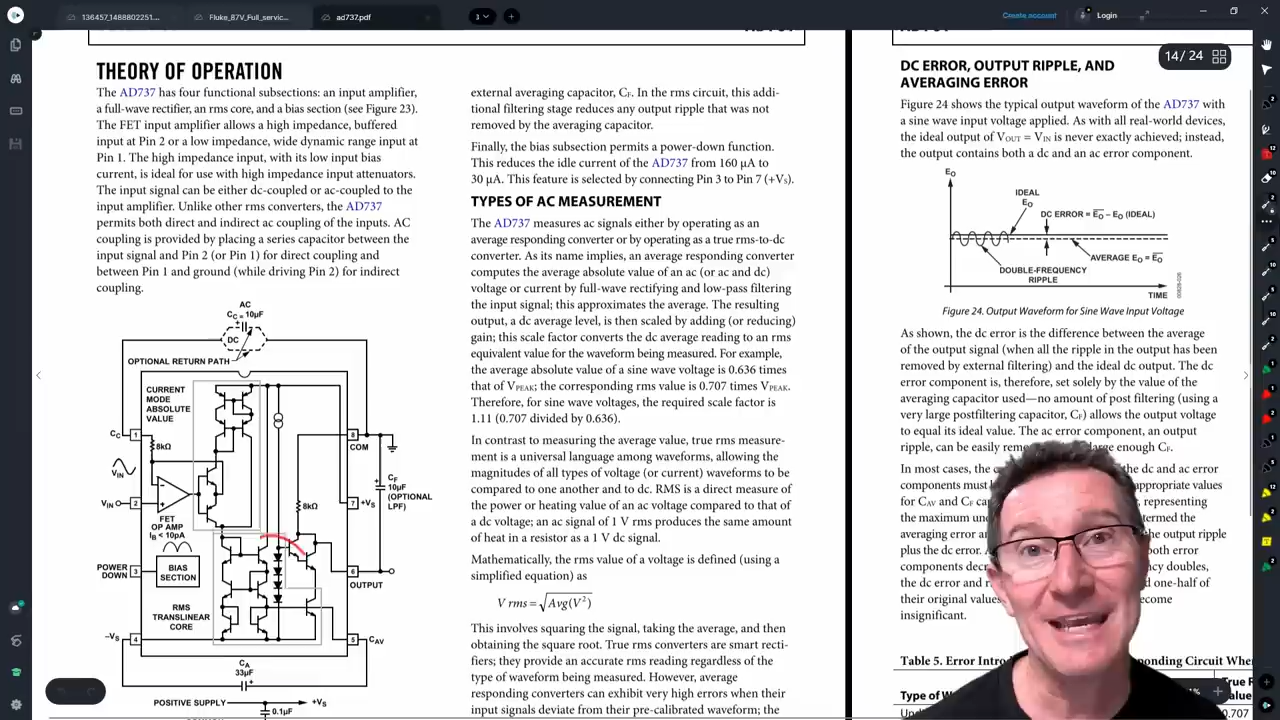 136457_1488802251....
Fluke_87V_Full_servic...
ad737.pdf
3
Create account
Login
14 / 24
THEORY OF OPERATION
The AD737 has four functional subsections: an input amplifier,
a full-wave rectifier, an rms core, and a bias section (see Figure 23).
The FET input amplifier allows a high impedance, buffered
input at Pin 2 or a low impedance, wide dynamic range input at
Pin 1. The high impedance input, with its low input bias
current, is ideal for use with high impedance input attenuators.
The input signal can be either dc-coupled or ac-coupled to the
input amplifier. Unlike other rms converters, the AD737
permits both direct and indirect ac coupling of the inputs. AC
coupling is provided by placing a series capacitor between the
input signal and Pin 2 (or Pin 1) for direct coupling and
between Pin 1 and ground (while driving Pin 2) for indirect
coupling.
AC
CC = 10µF
+
DC
OPTIONAL RETURN PATH
CURRENT
MODE
ABSOLUTE
VALUE
CC
1
8kΩ
VIN
VIN
2
FET
OP AMP
IB < 10pA
POWER
DOWN
3
BIAS
SECTION
RMS
TRANSLINEAR
CORE
–VS
4
8
COM
CF
10µF
(OPTIONAL
LPF)
+
7
+VS
8kΩ
6
OUTPUT
5
CAV
CA
33µF
+
POSITIVE SUPPLY
+VS
0.1µF
external averaging capacitor, CF. In the rms circuit, this addi-
tional filtering stage reduces any output ripple that was not
removed by the averaging capacitor.
Finally, the bias subsection permits a power-down function.
This reduces the idle current of the AD737 from 160 µA to
30 µA. This feature is selected by connecting Pin 3 to Pin 7 (+VS).
TYPES OF AC MEASUREMENT
The AD737 measures ac signals either by operating as an
average responding converter or by operating as a true rms-to-dc
converter. As its name implies, an average responding converter
computes the average absolute value of an ac (or ac and dc)
voltage or current by full-wave rectifying and low-pass filtering
the input signal; this approximates the average. The resulting
output, a dc average level, is then scaled by adding (or reducing)
gain; this scale factor converts the dc average reading to an rms
equivalent value for the waveform being measured. For example,
the average absolute value of a sine wave voltage is 0.636 times
that of VPEAK; the corresponding rms value is 0.707 times VPEAK.
Therefore, for sine wave voltages, the required scale factor is
1.11 (0.707 divided by 0.636).
In contrast to measuring the average value, true rms measure-
ment is a universal language among waveforms, allowing the
magnitudes of all types of voltage (or current) waveforms to be
compared to one another and to dc. RMS is a direct measure of
the power or heating value of an ac voltage compared to that of
a dc voltage; an ac signal of 1 V rms produces the same amount
of heat in a resistor as a 1 V dc signal.
Mathematically, the rms value of a voltage is defined (using a
simplified equation) as
V rms = √Avg(V²)
This involves squaring the signal, taking the average, and then
obtaining the square root. True rms converters are smart recti-
fiers; they provide an accurate rms reading regardless of the
type of waveform being measured. However, average
responding converters can exhibit very high errors when their
input signals deviate from their pre-calibrated waveform; the
DC ERROR, OUTPUT RIPPLE, AND
AVERAGING ERROR
Figure 24 shows the typical output waveform of the AD737 with
a sine wave input voltage applied. As with all real-world devices,
the ideal output of VOUT = VIN is never exactly achieved; instead,
the output contains both a dc and an ac error component.
EO
IDEAL
EO
DC ERROR = EO – EO (IDEAL)
AVERAGE EO = EO
DOUBLE-FREQUENCY
RIPPLE
TIME
00828-026
Figure 24. Output Waveform for Sine Wave Input Voltage
As shown, the dc error is the difference between the average
of the output signal (when all the ripple in the output has been
removed by external filtering) and the ideal dc output. The dc
error component is, therefore, set solely by the value of the
averaging capacitor used—no amount of post filtering (using a
very large postfiltering capacitor, CF) allows the output voltage
to equal its ideal value. The ac error component, an output
ripple, can be easily large enough CF.
In most cases, the the dc and ac error
components must appropriate values
for CAV and CF representing
the maximum termed the
averaging error the output ripple
plus the dc error. both error
components doubles,
the dc error and one-half of
their original values become
insignificant.
Type of
0.707